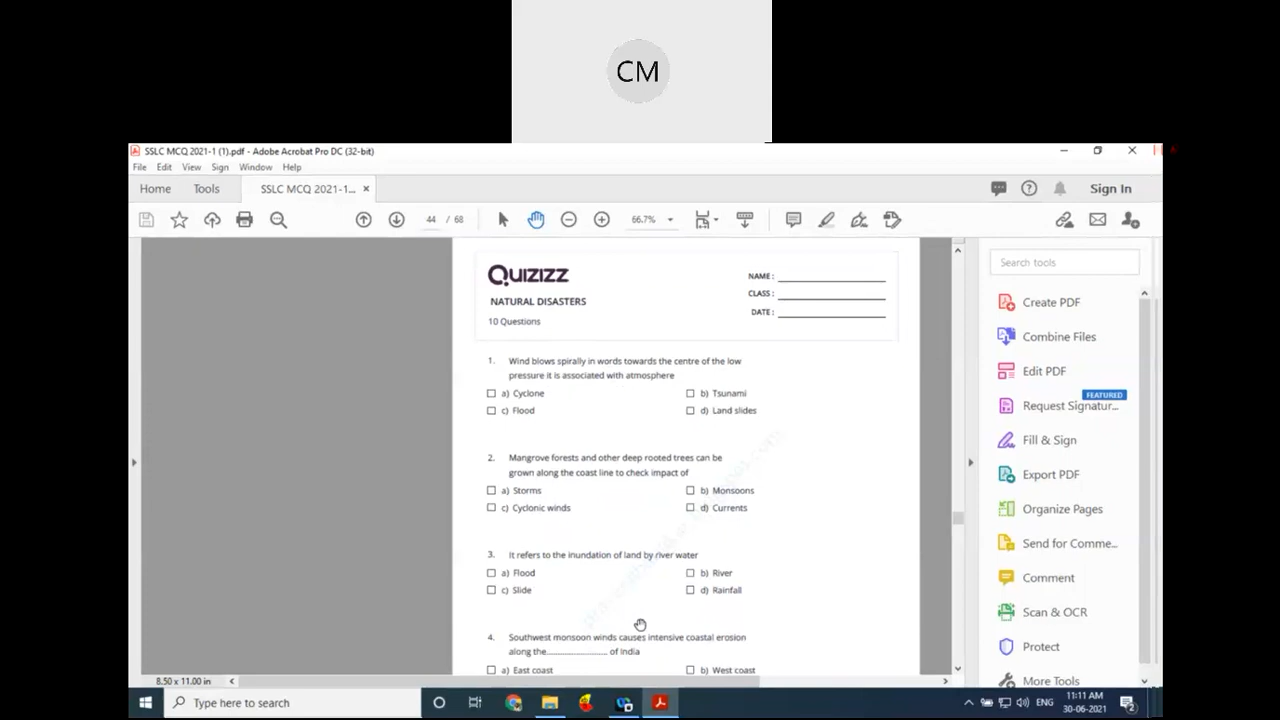 CM
SSLC MCQ 2021-1 (1).pdf - Adobe Acrobat Pro DC (32-bit)
File Edit View Sign Window Help
Home Tools SSLC MCQ 2021-1... × Sign In
44 / 68 66.7%
Search tools
Create PDF
Combine Files
Edit PDF
FEATURED
Request Signatur...
Fill & Sign
Export PDF
Organize Pages
Send for Comme...
Comment
Scan & OCR
Protect
More Tools
Quizizz
NATURAL DISASTERS
10 Questions
NAME :
CLASS :
DATE :
1. Wind blows spirally in words towards the centre of the low
pressure it is associated with atmosphere
a) Cyclone b) Tsunami
c) Flood d) Land slides
2. Mangrove forests and other deep rooted trees can be
grown along the coast line to check impact of
a) Storms b) Monsoons
c) Cyclonic winds d) Currents
3. It refers to the inundation of land by river water
a) Flood b) River
c) Slide d) Rainfall
4. Southwest monsoon winds causes intensive coastal erosion
along the............................ of India
a) East coast b) West coast
8.50 x 11.00 in
Type here to search
ENG
11:11 AM
30-06-2021
2